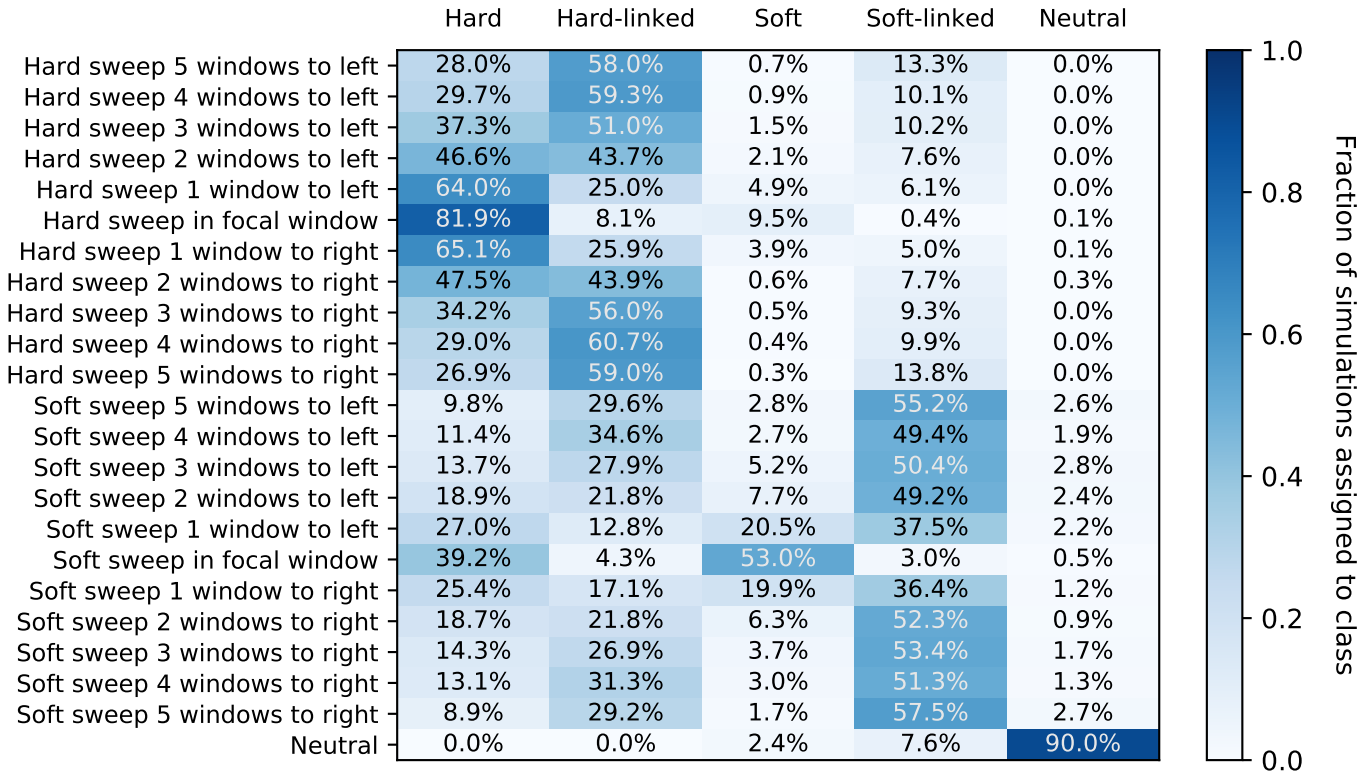 Hard Hard-linked Soft Soft-linked Neutral
Hard sweep 5 windows to left 28.0% 58.0% 0.7% 13.3% 0.0%
Hard sweep 4 windows to left 29.7% 59.3% 0.9% 10.1% 0.0%
Hard sweep 3 windows to left 37.3% 51.0% 1.5% 10.2% 0.0%
Hard sweep 2 windows to left 46.6% 43.7% 2.1% 7.6% 0.0%
Hard sweep 1 window to left 64.0% 25.0% 4.9% 6.1% 0.0%
Hard sweep in focal window 81.9% 8.1% 9.5% 0.4% 0.1%
Hard sweep 1 window to right 65.1% 25.9% 3.9% 5.0% 0.1%
Hard sweep 2 windows to right 47.5% 43.9% 0.6% 7.7% 0.3%
Hard sweep 3 windows to right 34.2% 56.0% 0.5% 9.3% 0.0%
Hard sweep 4 windows to right 29.0% 60.7% 0.4% 9.9% 0.0%
Hard sweep 5 windows to right 26.9% 59.0% 0.3% 13.8% 0.0%
Soft sweep 5 windows to left 9.8% 29.6% 2.8% 55.2% 2.6%
Soft sweep 4 windows to left 11.4% 34.6% 2.7% 49.4% 1.9%
Soft sweep 3 windows to left 13.7% 27.9% 5.2% 50.4% 2.8%
Soft sweep 2 windows to left 18.9% 21.8% 7.7% 49.2% 2.4%
Soft sweep 1 window to left 27.0% 12.8% 20.5% 37.5% 2.2%
Soft sweep in focal window 39.2% 4.3% 53.0% 3.0% 0.5%
Soft sweep 1 window to right 25.4% 17.1% 19.9% 36.4% 1.2%
Soft sweep 2 windows to right 18.7% 21.8% 6.3% 52.3% 0.9%
Soft sweep 3 windows to right 14.3% 26.9% 3.7% 53.4% 1.7%
Soft sweep 4 windows to right 13.1% 31.3% 3.0% 51.3% 1.3%
Soft sweep 5 windows to right 8.9% 29.2% 1.7% 57.5% 2.7%
Neutral 0.0% 0.0% 2.4% 7.6% 90.0%
1.0
0.8
0.6
0.4
0.2
0.0
Fraction of simulations assigned to class